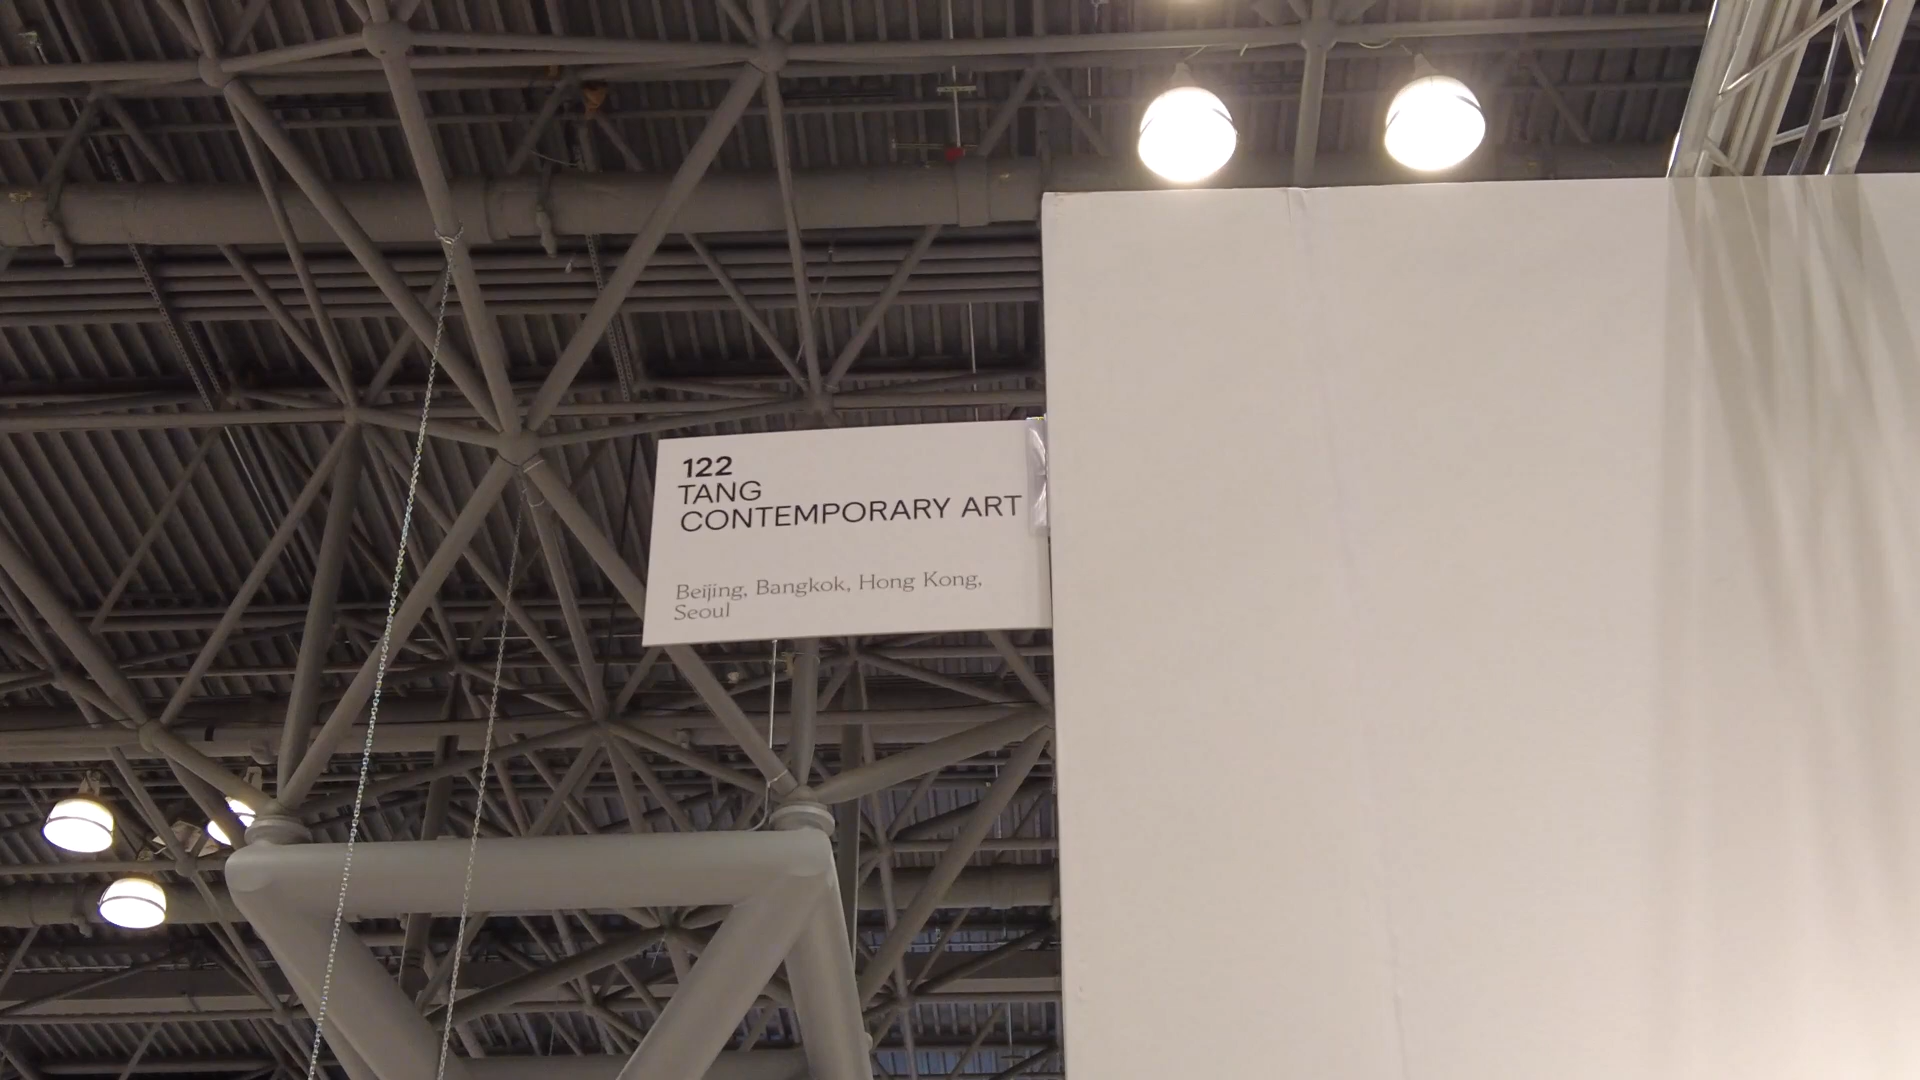 122
TANG
CONTEMPORARY ART
Beijing, Bangkok, Hong Kong,
Seoul